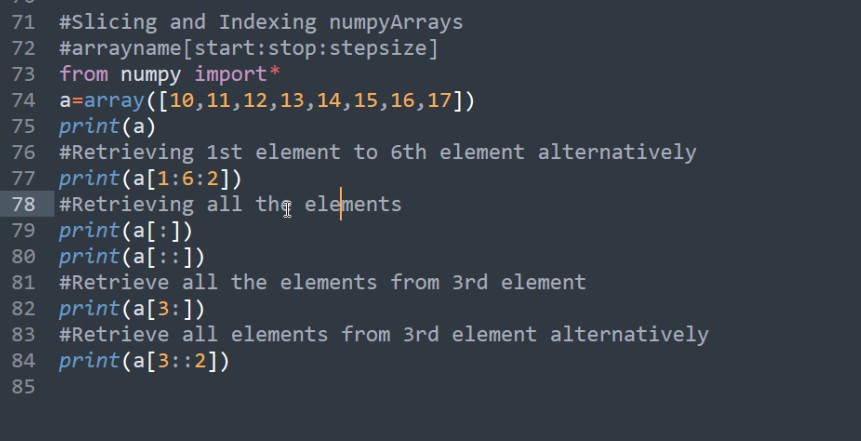 71 #Slicing and Indexing numpyArrays
72 #arrayname[start:stop:stepsize]
73 from numpy import*
74 a=array([10,11,12,13,14,15,16,17])
75 print(a)
76 #Retrieving 1st element to 6th element alternatively
77 print(a[1:6:2])
78 #Retrieving all the elements
79 print(a[:])
80 print(a[::])
81 #Retrieve all the elements from 3rd element
82 print(a[3:])
83 #Retrieve all elements from 3rd element alternatively
84 print(a[3::2])
85